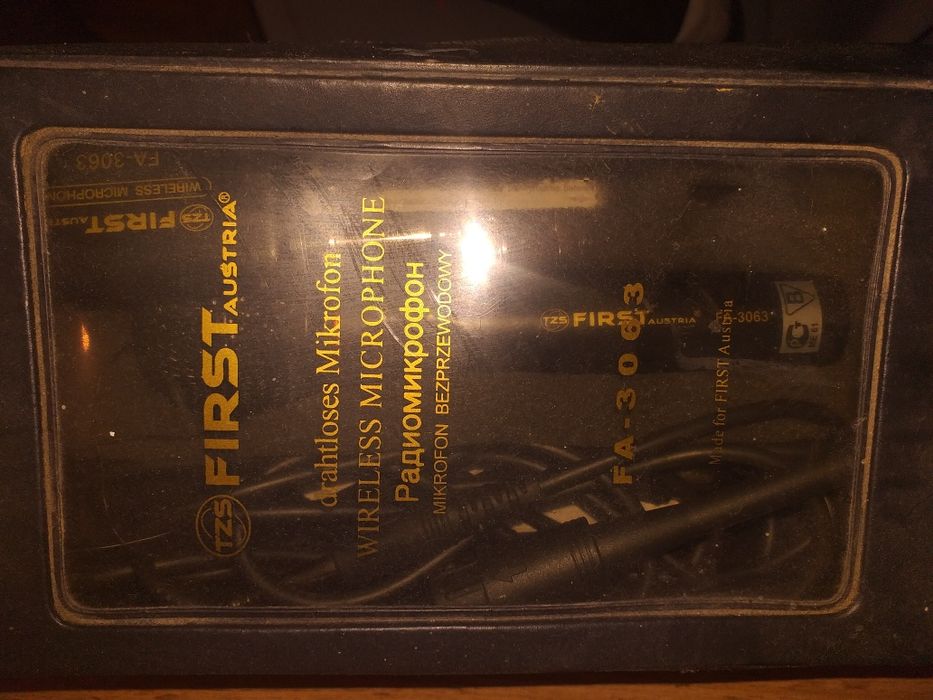 TZS FIRST AUSTRIA®
drahtloses Mikrofon
WIRELESS MICROPHONE
Радиомикрофон
MIKROFON BEZPRZEWODOWY
FA-3063
Made for FIRST Austria
TZS FIRST AUSTRIA® FA-3063
B
PCT
TZS FIRST AUSTRIA
WIRELESS MICROPHONE
FA-3063